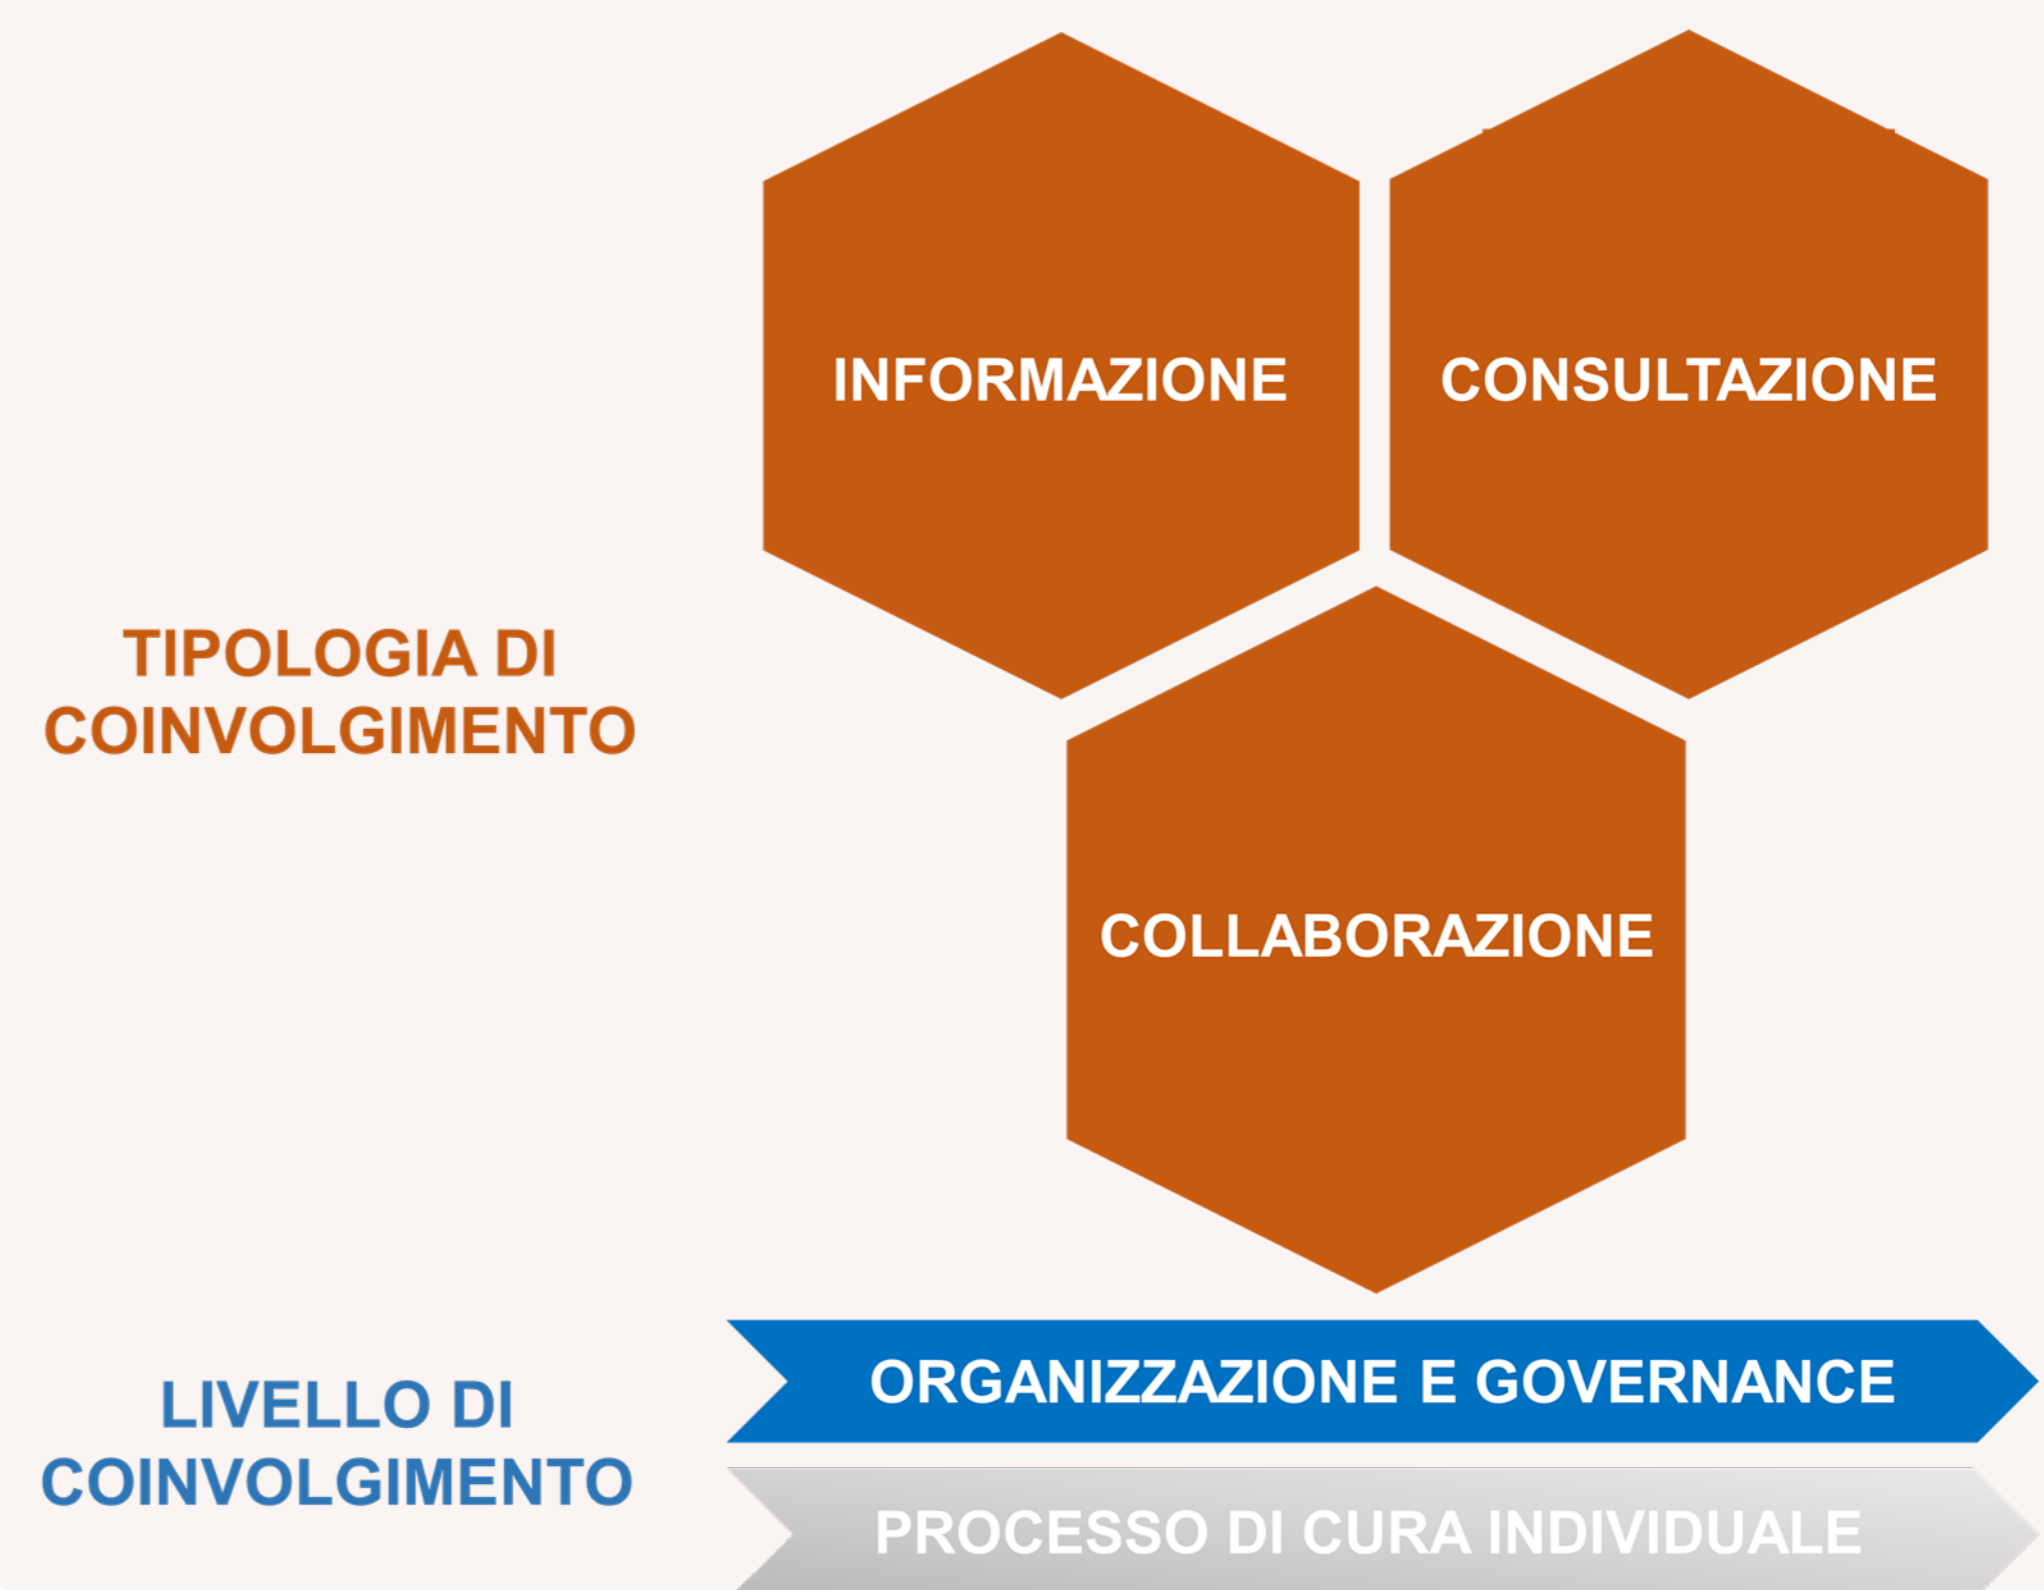 INFORMAZIONE
CONSULTAZIONE
TIPOLOGIA DI
COINVOLGIMENTO
COLLABORAZIONE
LIVELLO DI
COINVOLGIMENTO
ORGANIZZAZIONE E GOVERNANCE
PROCESSO DI CURA INDIVIDUALE